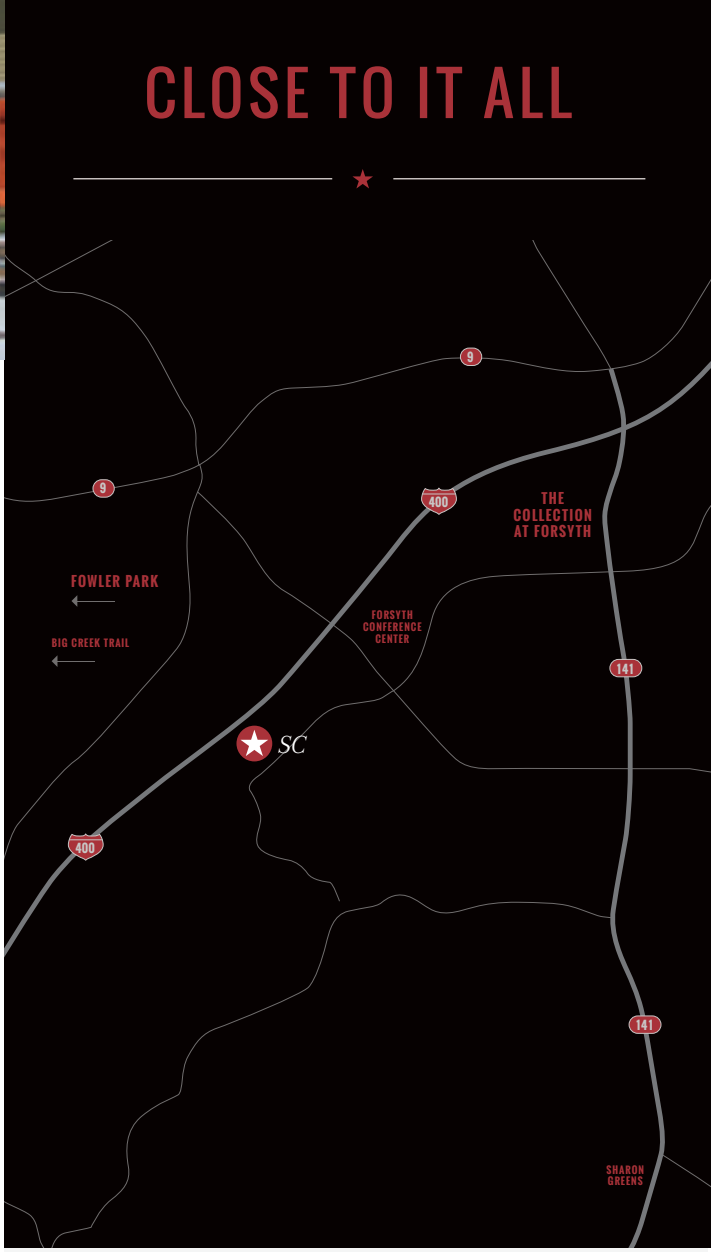 CLOSE TO IT ALL
9
9
400
THE
COLLECTION
AT FORSYTH
FOWLER PARK
FORSYTH
CONFERENCE
CENTER
BIG CREEK TRAIL
141
SC
400
141
SHARON
GREENS